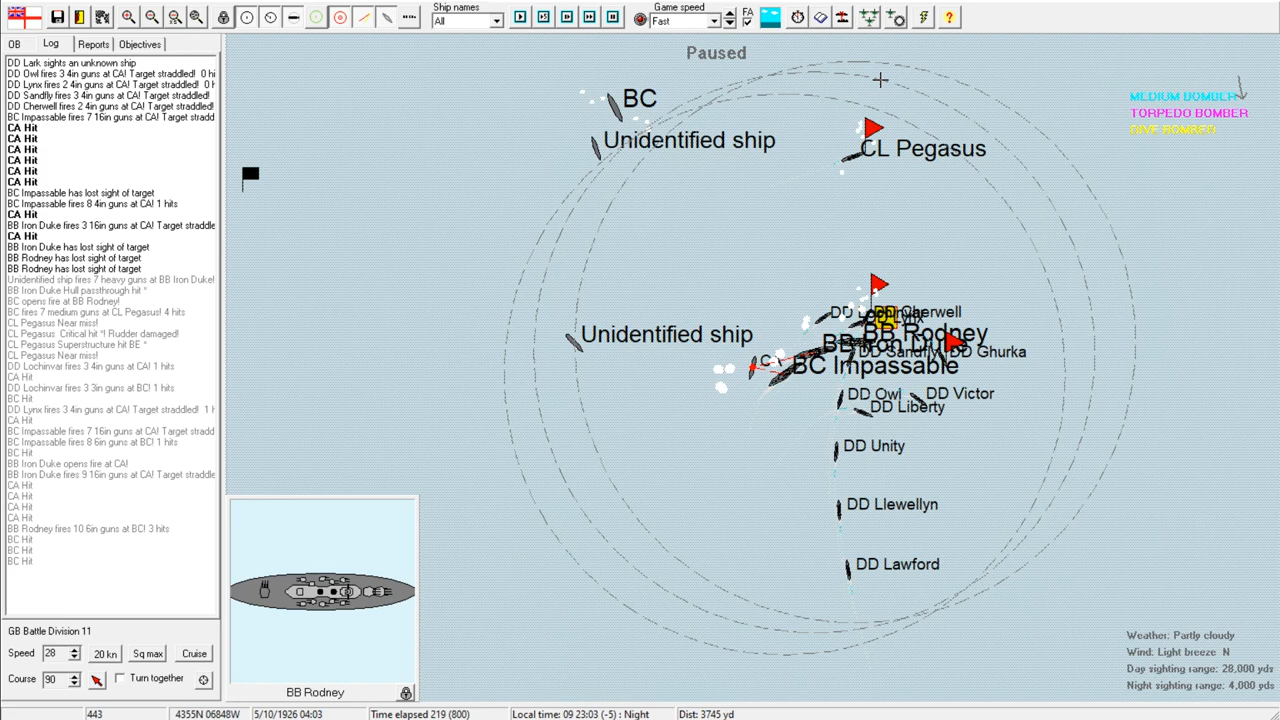 Ship names
All
Game speed
Fast
FA
OB
Log
Reports
Objectives
DD Lark sights an unknown ship
DD Owl fires 3 4in guns at CA! Target straddled! 0 hi
DD Lynx fires 2 4in guns at CA! Target straddled! 0 h
DD Sandfly fires 3 4in guns at CA! Target straddled!
DD Cherwell fires 2 4in guns at CA! Target straddled!
BC Impassable fires 7 16in guns at CA! Target stradd
CA Hit
CA Hit
CA Hit
CA Hit
CA Hit
CA Hit
BC Impassable has lost sight of target
BC Impassable fires 8 4in guns at CA! 1 hits
CA Hit
BB Iron Duke fires 3 16in guns at CA! Target straddle
CA Hit
BB Iron Duke has lost sight of target
BB Rodney has lost sight of target
BB Rodney has lost sight of target
Unidentified ship fires 7 heavy guns at BB Iron Duke!
BB Iron Duke Hull passthrough hit *
BC opens fire at BB Rodney!
BC fires 7 medium guns at CL Pegasus! 4 hits
CL Pegasus Near miss!
CL Pegasus Critical hit *! Rudder damaged!
CL Pegasus Superstructure hit BE *
CL Pegasus Near miss!
DD Lochinvar fires 3 4in guns at CA! 1 hits
CA Hit
DD Lochinvar fires 3 3in guns at BC! 1 hits
BC Hit
DD Lynx fires 3 4in guns at CA! Target straddled! 1 h
CA Hit
BC Impassable fires 7 16in guns at CA! Target stradd
BC Impassable fires 8 6in guns at BC! 1 hits
BC Hit
BB Iron Duke opens fire at CA!
BB Iron Duke fires 9 16in guns at CA! Target straddle
CA Hit
CA Hit
CA Hit
CA Hit
BB Rodney fires 10 6in guns at BC! 3 hits
BC Hit
BC Hit
BC Hit
GB Battle Division 11
Speed 28 20 kn Sq max Cruise
Course 90 Turn together
Paused
MEDIUM BOMBER
TORPEDO BOMBER
DIVE BOMBER
BC
Unidentified ship
CL Pegasus
Unidentified ship
DD Cherwell
DD Lynx
BB Rodney
DD Sandfly
DD Ghurka
BC Impassable
DD Owl
DD Victor
DD Liberty
DD Unity
DD Llewellyn
DD Lawford
BB Rodney
Weather: Partly cloudy
Wind: Light breeze N
Day sighting range: 28,000 yds
Night sighting range: 4,000 yds
443
4355N 06848W
5/10/1926 04:03
Time elapsed 219 (800)
Local time: 09 23:03 (-5) : Night
Dist: 3745 yd